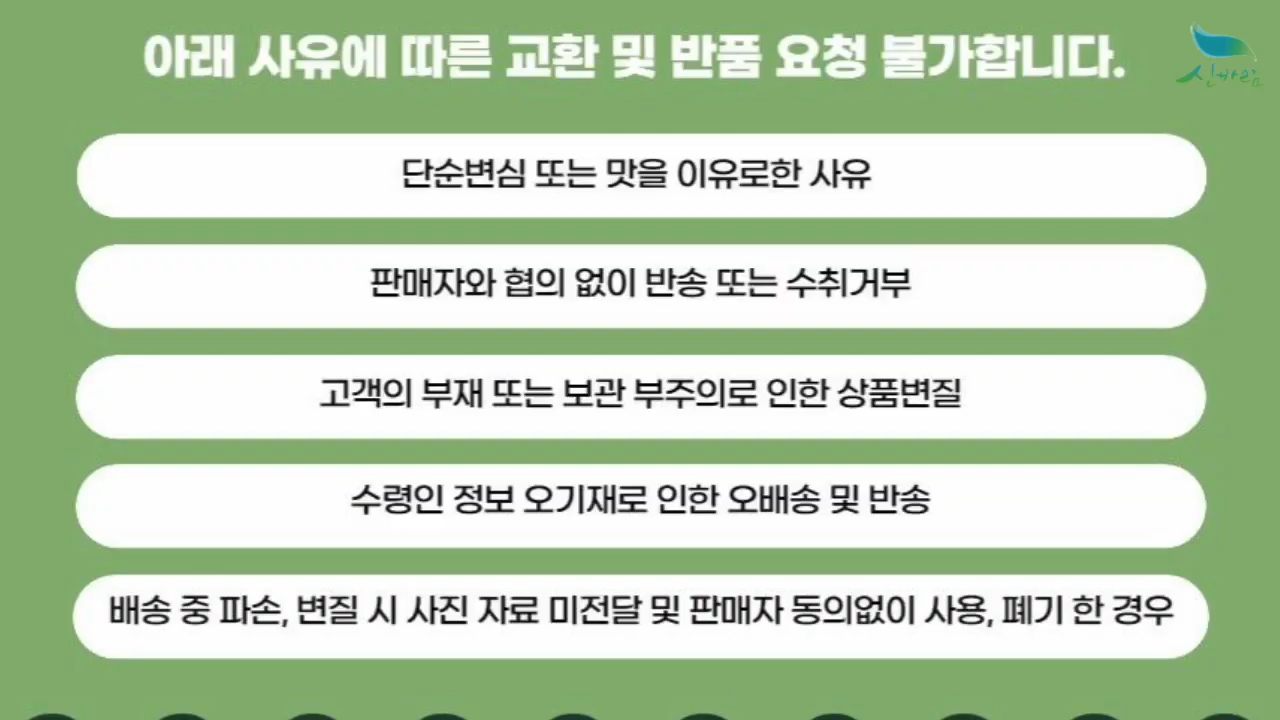 아래 사유에 따른 교환 및 반품 요청 불가합니다.
신바람
단순변심 또는 맛을 이유로한 사유
판매자와 협의 없이 반송 또는 수취거부
고객의 부재 또는 보관 부주의로 인한 상품변질
수령인 정보 오기재로 인한 오배송 및 반송
배송 중 파손, 변질 시 사진 자료 미전달 및 판매자 동의없이 사용, 폐기 한 경우